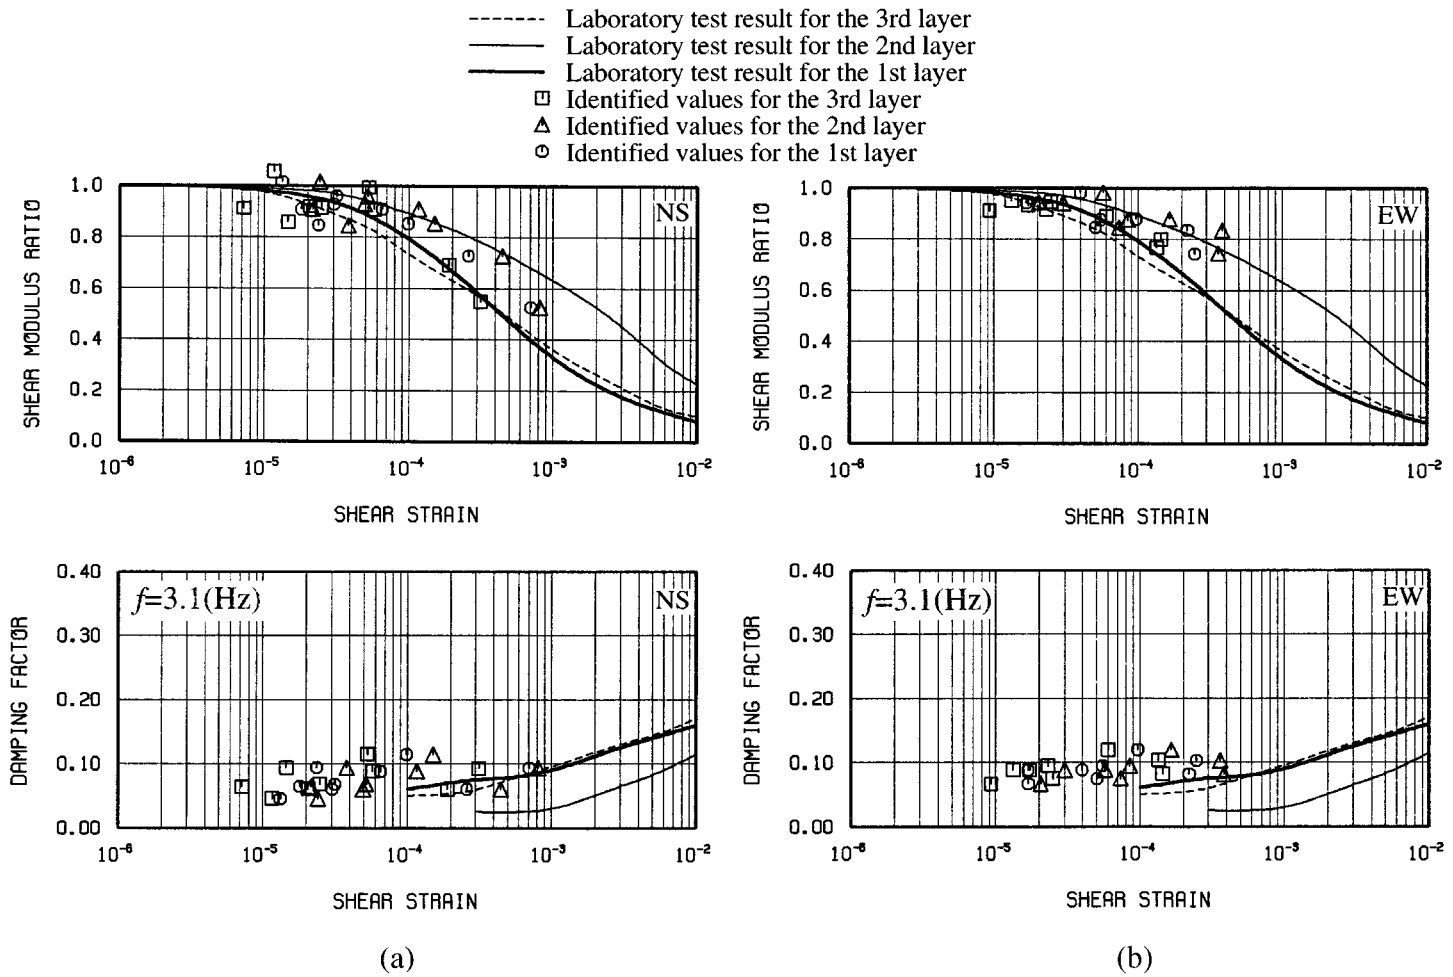 Laboratory test result for the 3rd layer
Laboratory test result for the 2nd layer
Laboratory test result for the 1st layer
Identified values for the 3rd layer
Identified values for the 2nd layer
Identified values for the 1st layer
SHEAR MODULUS RATIO
1.0
0.8
0.6
0.4
0.2
0.0
NS
10⁻⁶ 10⁻⁵ 10⁻⁴ 10⁻³ 10⁻²
SHEAR STRAIN
SHEAR MODULUS RATIO
1.0
0.8
0.6
0.4
0.2
0.0
EW
10⁻⁶ 10⁻⁵ 10⁻⁴ 10⁻³ 10⁻²
SHEAR STRAIN
DAMPING FACTOR
0.40
0.30
0.20
0.10
0.00
f=3.1(Hz)
NS
10⁻⁶ 10⁻⁵ 10⁻⁴ 10⁻³ 10⁻²
SHEAR STRAIN
(a)
DAMPING FACTOR
0.40
0.30
0.20
0.10
0.00
f=3.1(Hz)
EW
10⁻⁶ 10⁻⁵ 10⁻⁴ 10⁻³ 10⁻²
SHEAR STRAIN
(b)